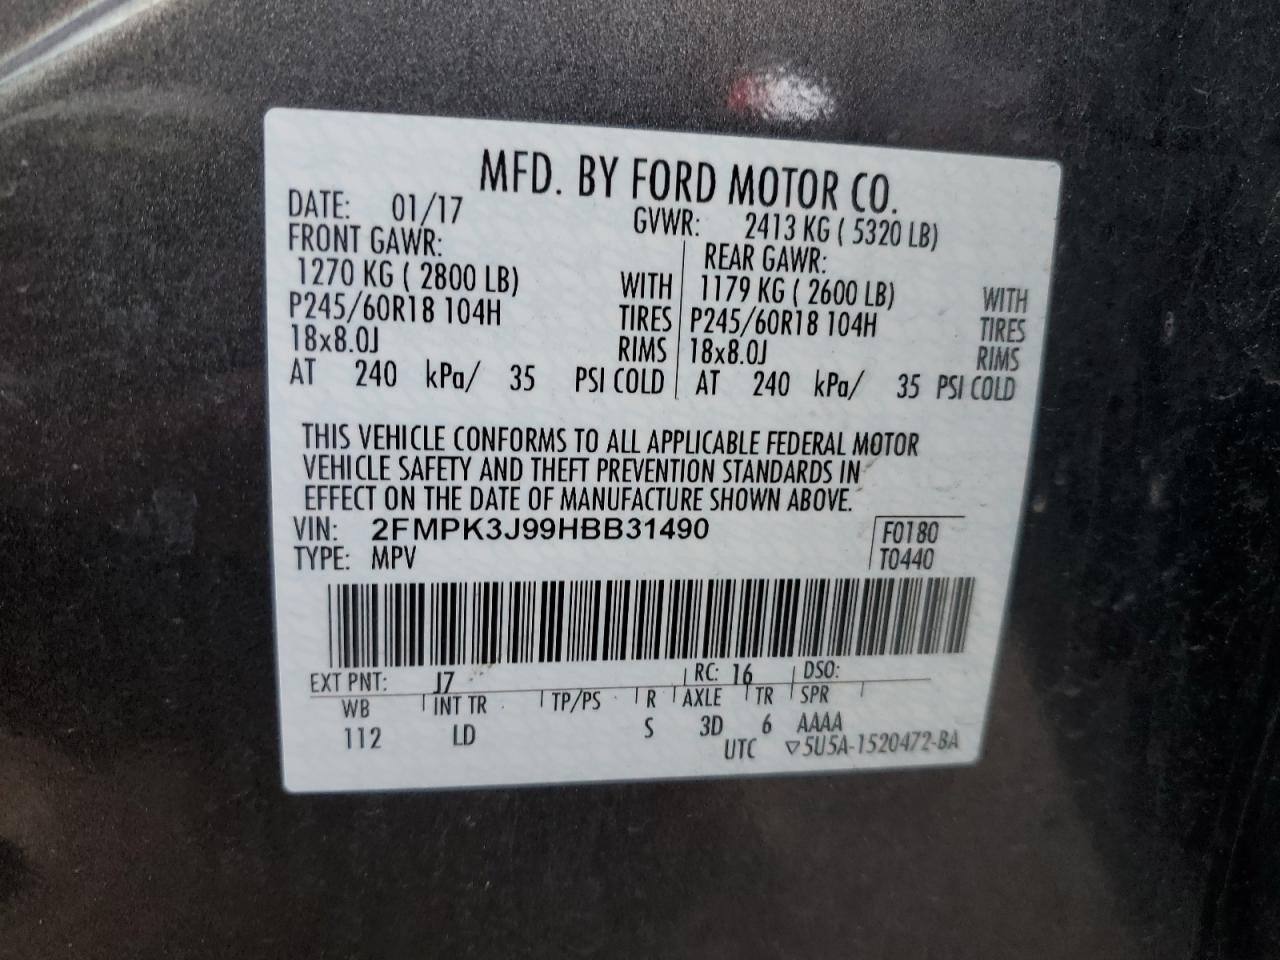 MFD. BY FORD MOTOR CO.
DATE: 01/17 GVWR: 2413 KG ( 5320 LB)
FRONT GAWR: REAR GAWR:
1270 KG ( 2800 LB) WITH 1179 KG ( 2600 LB) WITH
P245/60R18 104H TIRES P245/60R18 104H TIRES
18x8.0J RIMS 18x8.0J RIMS
AT 240 kPa/ 35 PSI COLD AT 240 kPa/ 35 PSI COLD
THIS VEHICLE CONFORMS TO ALL APPLICABLE FEDERAL MOTOR
VEHICLE SAFETY AND THEFT PREVENTION STANDARDS IN
EFFECT ON THE DATE OF MANUFACTURE SHOWN ABOVE.
VIN: 2FMPK3J99HBB31490 F0180
TYPE: MPV T0440
EXT PNT: J7 RC: 16 DSO:
WB INT TR TP/PS R AXLE TR SPR
112 LD S 3D 6 AAAA
UTC ▽5U5A-1520472-BA